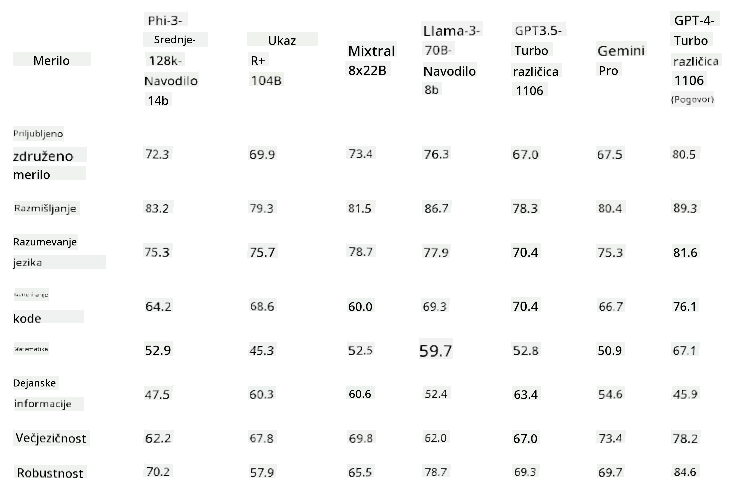 Merilo
Phi-3-
Srednje-
128k-
Navodilo
14b
Ukaz
R+
104B
Mixtral
8x22B
Llama-3-
70B-
Navodilo
8b
GPT3.5-
Turbo
različica
1106
Gemini
Pro
GPT-4-
Turbo
različica
1106
(Pogovor)
Priljubljeno
združeno
merilo
72.3 69.9 73.4 76.3 67.0 67.5 80.5
Razmišljanje 83.2 79.3 81.5 86.7 78.3 80.4 89.3
Razumevanje
jezika
75.3 75.7 78.7 77.9 70.4 75.3 81.6
kode
64.2 68.6 60.0 69.3 70.4 66.7 76.1
Matematika 52.9 45.3 52.5 59.7 52.8 50.9 67.1
Dejanske
informacije
47.5 60.3 60.6 52.4 63.4 54.6 45.9
Večjezičnost 62.2 67.8 69.8 62.0 67.0 73.4 78.2
Robustnost 70.2 57.9 65.5 78.7 69.3 69.7 84.6